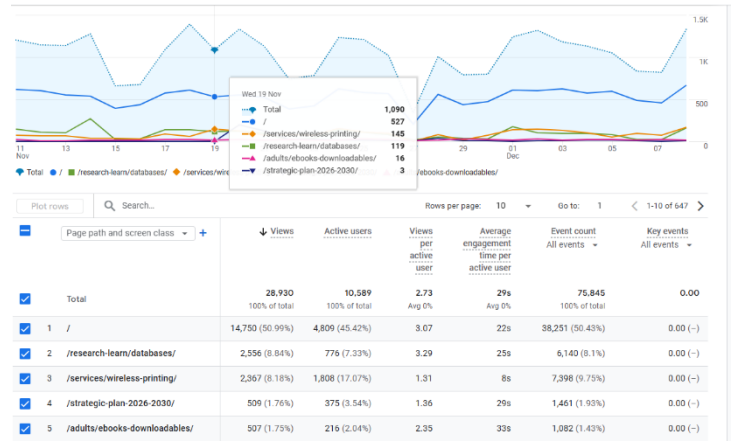 1.5K
1K
500
0
Wed 19 Nov
Total 1,090
/ 527
/services/wireless-printing/ 145
/research-learn/databases/ 119
/adults/ebooks-downloadables/ 16
/strategic-plan-2026-2030/ 3
11 13 15 17 19 29 01 03 05 07
Nov Dec
Total / /research-learn/databases/ /services/wire /ebooks-downloadables/
Plot rows Search... Rows per page: 10 Go to: 1 1-10 of 647
Page path and screen class + Views Active users Views per active user Average engagement time per active user Event count All events Key events All events
Total 28,930 10,589 2.73 29s 75,845 0.00
100% of total 100% of total Avg 0% Avg 0% 100% of total
1 / 14,750 (50.99%) 4,809 (45.42%) 3.07 22s 38,251 (50.43%) 0.00 (–)
2 /research-learn/databases/ 2,556 (8.84%) 776 (7.33%) 3.29 25s 6,140 (8.1%) 0.00 (–)
3 /services/wireless-printing/ 2,367 (8.18%) 1,808 (17.07%) 1.31 8s 7,398 (9.75%) 0.00 (–)
4 /strategic-plan-2026-2030/ 509 (1.76%) 375 (3.54%) 1.36 29s 1,461 (1.93%) 0.00 (–)
5 /adults/ebooks-downloadables/ 507 (1.75%) 216 (2.04%) 2.35 33s 1,082 (1.43%) 0.00 (–)